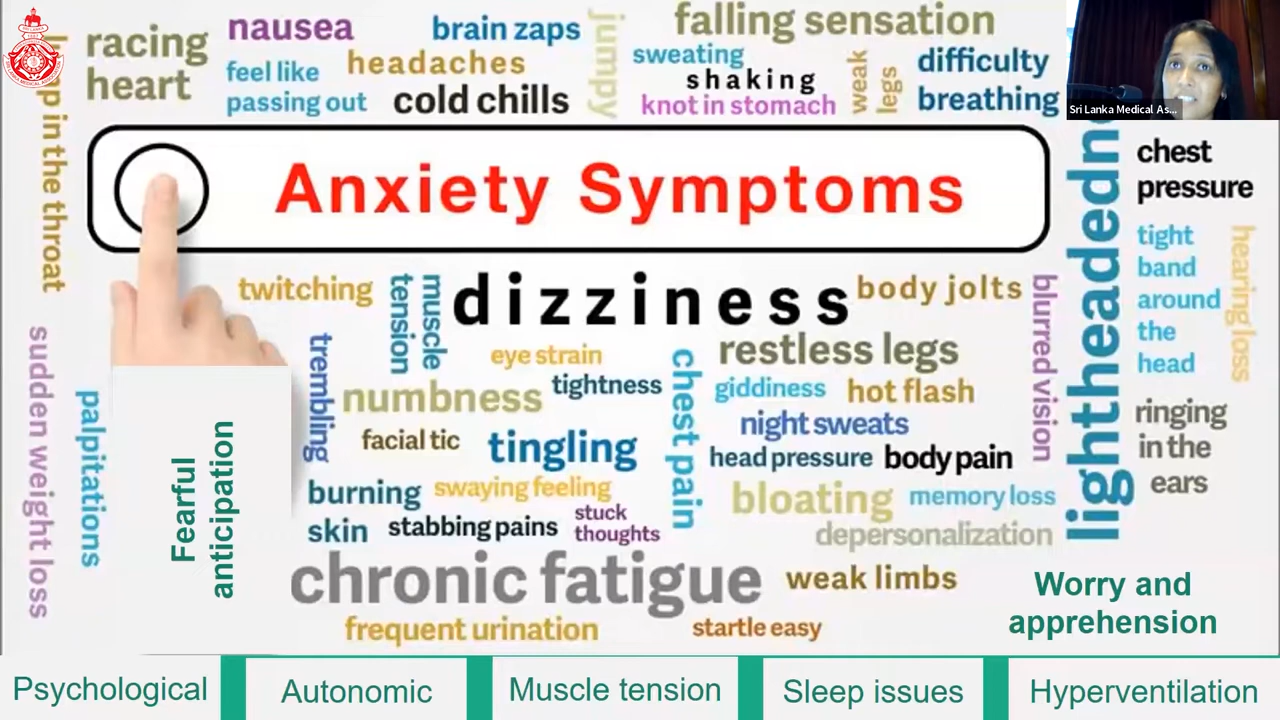 racing
heart
nausea
feel like
passing out
brain zaps
headaches
cold chills
jumpy
falling sensation
sweating
shaking
knot in stomach
weak
legs
difficulty
breathing
Sri Lanka Medical As...
in the throat
Anxiety Symptoms
chest
pressure
lightheadedn
tight
band
around
the
head
hearing loss
ringing
in the
ears
twitching
muscle
tension
dizziness
body jolts
blurred vision
trembling
eye strain
tightness
numbness
chest pain
restless legs
giddiness
hot flash
night sweats
facial tic
tingling
head pressure
body pain
burning
skin
swaying feeling
stabbing pains
stuck
thoughts
bloating
memory loss
depersonalization
sudden weight loss
palpitations
Fearful
anticipation
chronic fatigue
weak limbs
frequent urination
startle easy
Worry and
apprehension
Psychological
Autonomic
Muscle tension
Sleep issues
Hyperventilation